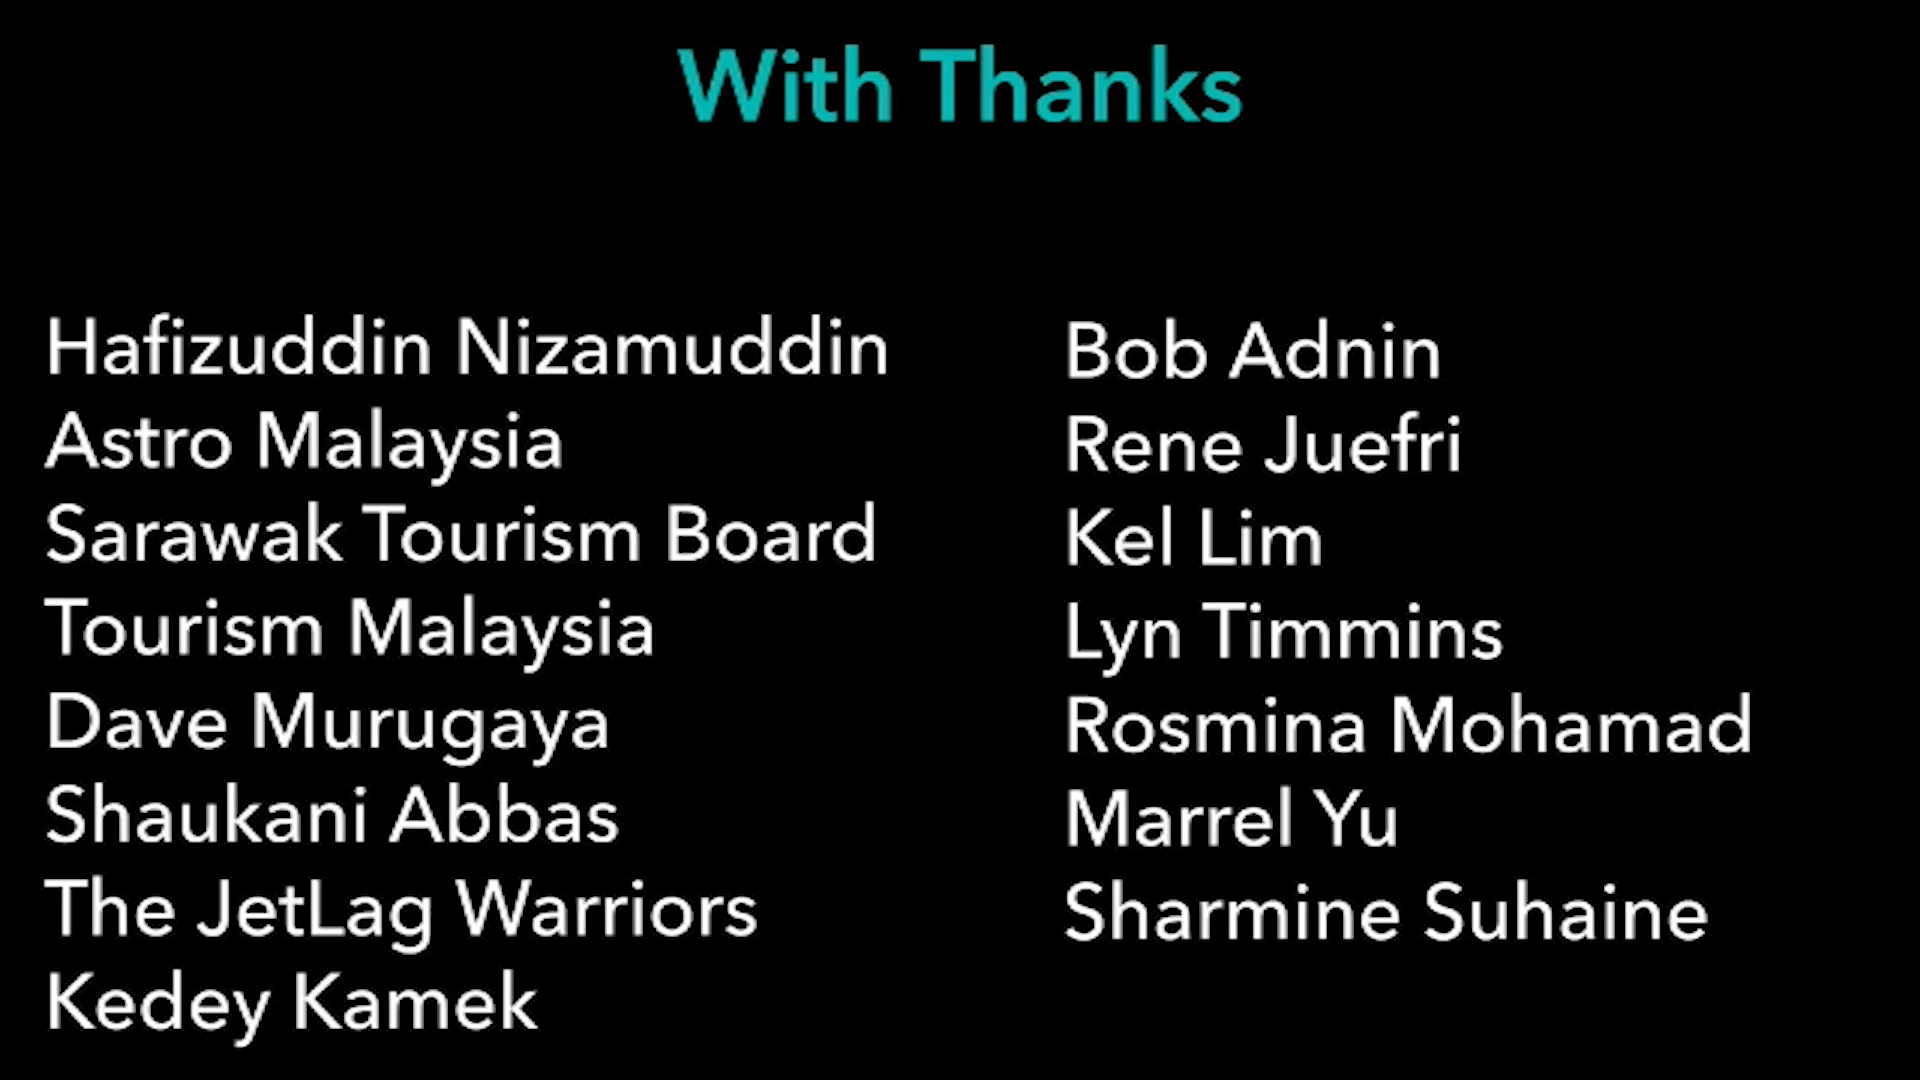 With Thanks
Hafizuddin Nizamuddin
Astro Malaysia
Sarawak Tourism Board
Tourism Malaysia
Dave Murugaya
Shaukani Abbas
The JetLag Warriors
Kedey Kamek
Bob Adnin
Rene Juefri
Kel Lim
Lyn Timmins
Rosmina Mohamad
Marrel Yu
Sharmine Suhaine